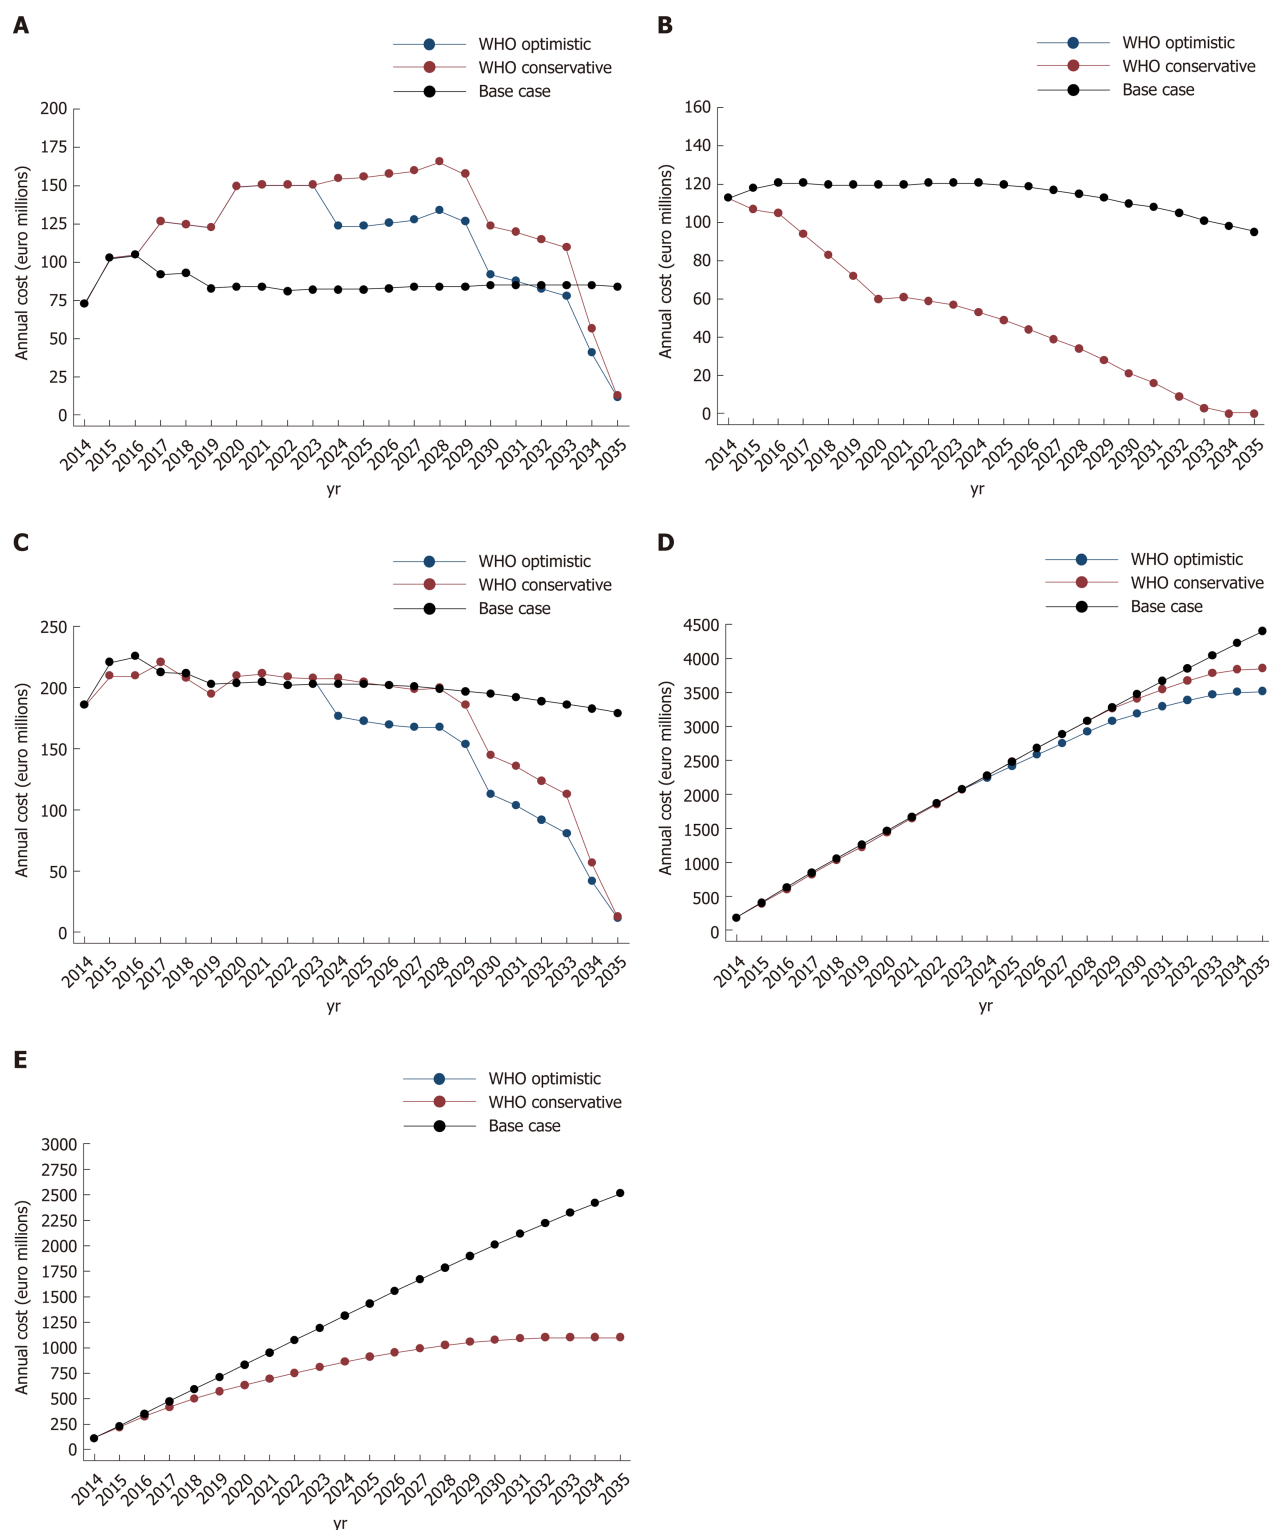 A
WHO optimistic
WHO conservative
Base case
Annual cost (euro millions)
200
175
150
125
100
75
50
25
0
2014 2015 2016 2017 2018 2019 2020 2021 2022 2023 2024 2025 2026 2027 2028 2029 2030 2031 2032 2033 2034 2035
yr
B
WHO optimistic
WHO conservative
Base case
Annual cost (euro millions)
160
140
120
100
80
60
40
20
0
2014 2015 2016 2017 2018 2019 2020 2021 2022 2023 2024 2025 2026 2027 2028 2029 2030 2031 2032 2033 2034 2035
yr
C
WHO optimistic
WHO conservative
Base case
Annual cost (euro millions)
250
200
150
100
50
0
2014 2015 2016 2017 2018 2019 2020 2021 2022 2023 2024 2025 2026 2027 2028 2029 2030 2031 2032 2033 2034 2035
yr
D
WHO optimistic
WHO conservative
Base case
Annual cost (euro millions)
4500
4000
3500
3000
2500
2000
1500
1000
500
0
2014 2015 2016 2017 2018 2019 2020 2021 2022 2023 2024 2025 2026 2027 2028 2029 2030 2031 2032 2033 2034 2035
yr
E
WHO optimistic
WHO conservative
Base case
Annual cost (euro millions)
3000
2750
2500
2250
2000
1750
1500
1250
1000
750
500
250
0
2014 2015 2016 2017 2018 2019 2020 2021 2022 2023 2024 2025 2026 2027 2028 2029 2030 2031 2032 2033 2034 2035
yr